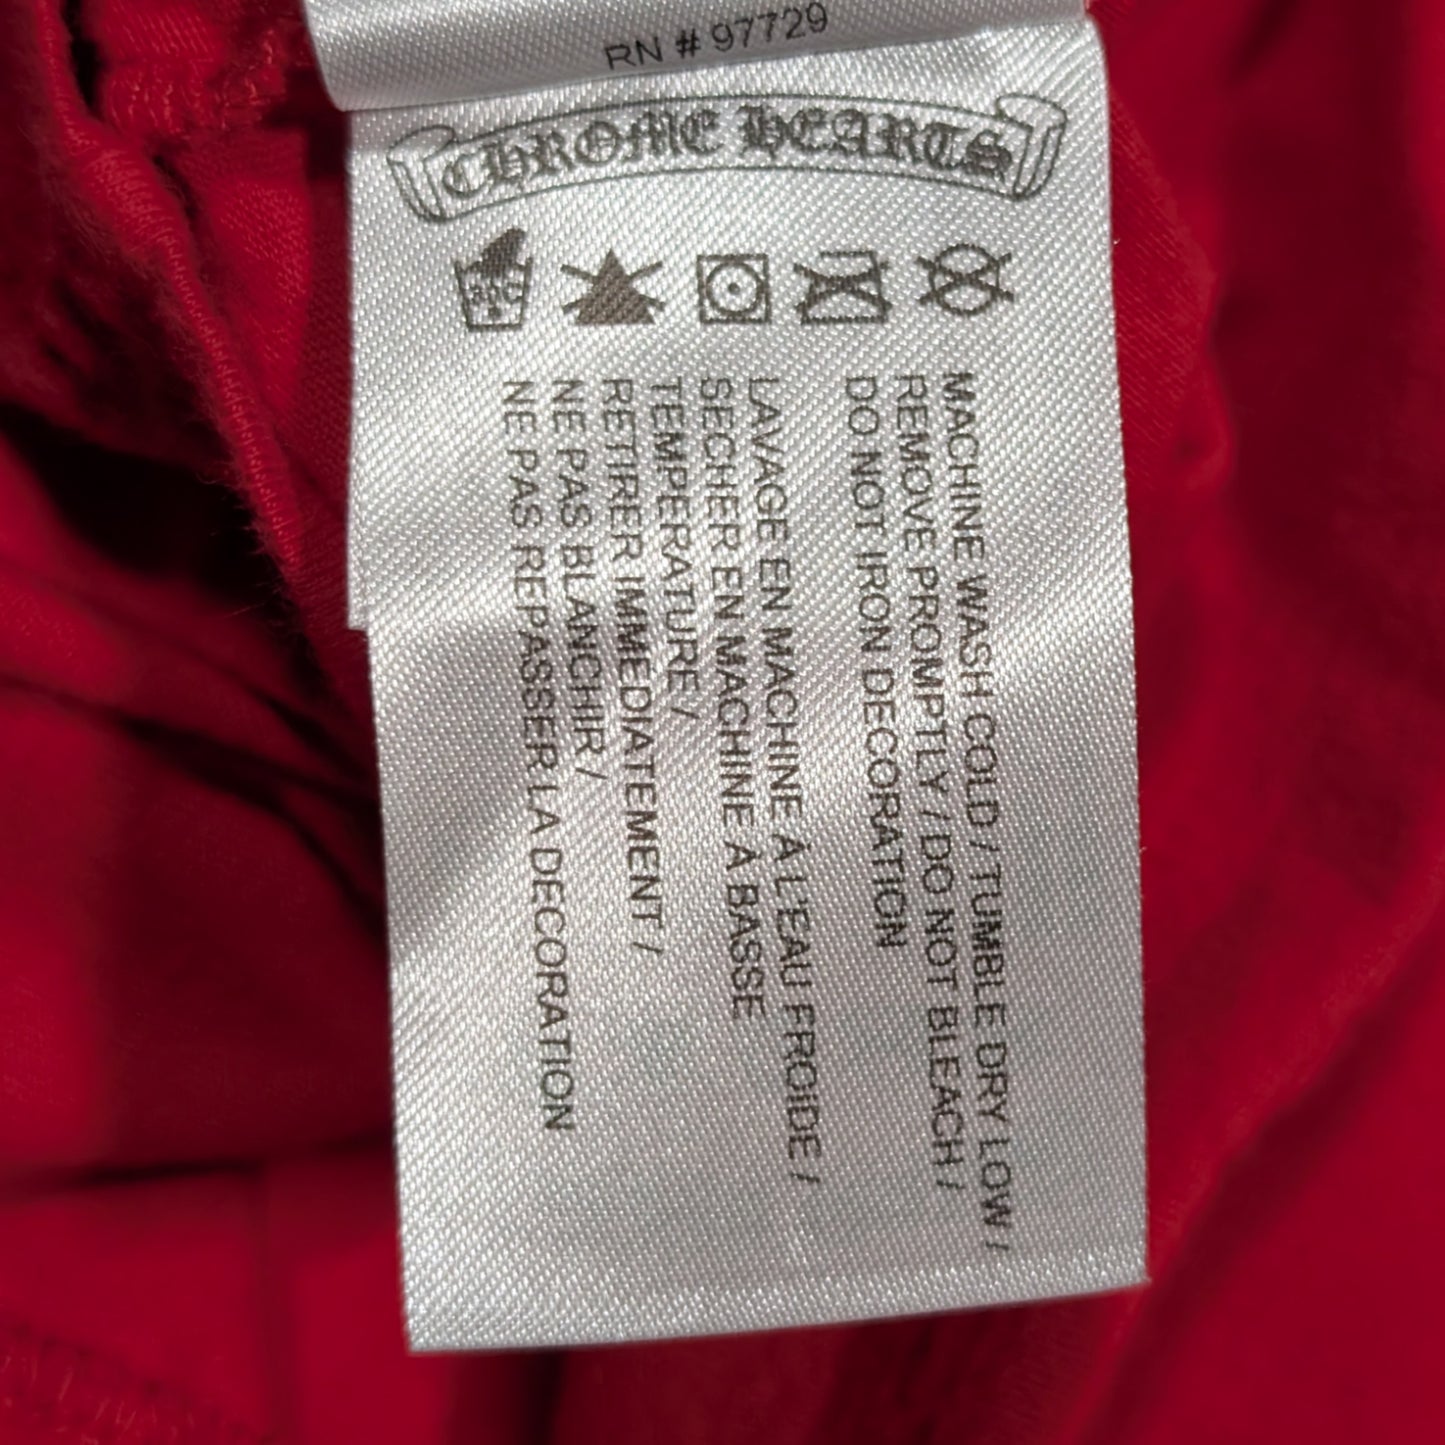 RN # 97729
CHROME HEARTS
30°C
MACHINE WASH COLD / TUMBLE DRY LOW /
REMOVE PROMPTLY / DO NOT BLEACH /
DO NOT IRON DECORATION
LAVAGE EN MACHINE À L'EAU FROIDE /
SECHER EN MACHINE À BASSE
TEMPERATURE /
RETIRER IMMEDIATEMENT /
NE PAS BLANCHIR /
NE PAS REPASSER LA DECORATION